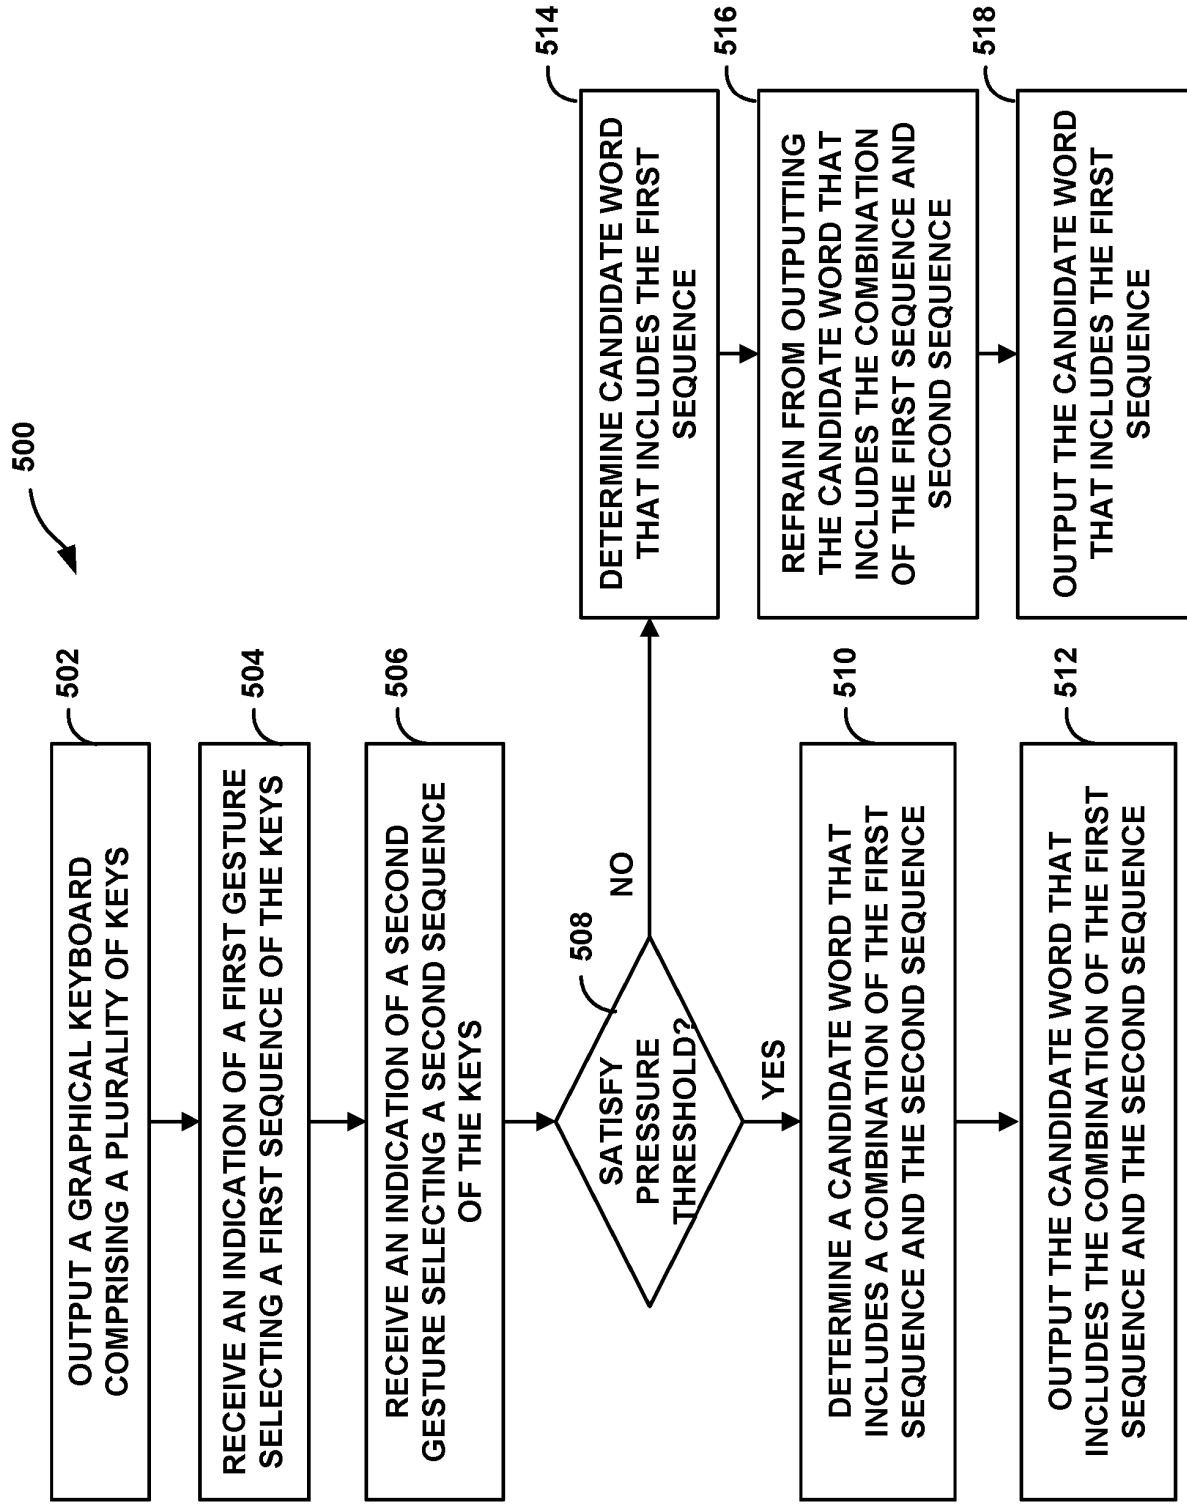 500
502
OUTPUT A GRAPHICAL KEYBOARD
COMPRISING A PLURALITY OF KEYS
504
RECEIVE AN INDICATION OF A FIRST GESTURE
SELECTING A FIRST SEQUENCE OF THE KEYS
506
RECEIVE AN INDICATION OF A SECOND
GESTURE SELECTING A SECOND SEQUENCE
OF THE KEYS
508
SATISFY
PRESSURE
THRESHOLD?
NO
YES
510
DETERMINE A CANDIDATE WORD THAT
INCLUDES A COMBINATION OF THE FIRST
SEQUENCE AND THE SECOND SEQUENCE
512
OUTPUT THE CANDIDATE WORD THAT
INCLUDES THE COMBINATION OF THE FIRST
SEQUENCE AND THE SECOND SEQUENCE
514
DETERMINE CANDIDATE WORD
THAT INCLUDES THE FIRST
SEQUENCE
516
REFRAIN FROM OUTPUTTING
THE CANDIDATE WORD THAT
INCLUDES THE COMBINATION
OF THE FIRST SEQUENCE AND
SECOND SEQUENCE
518
OUTPUT THE CANDIDATE WORD
THAT INCLUDES THE FIRST
SEQUENCE